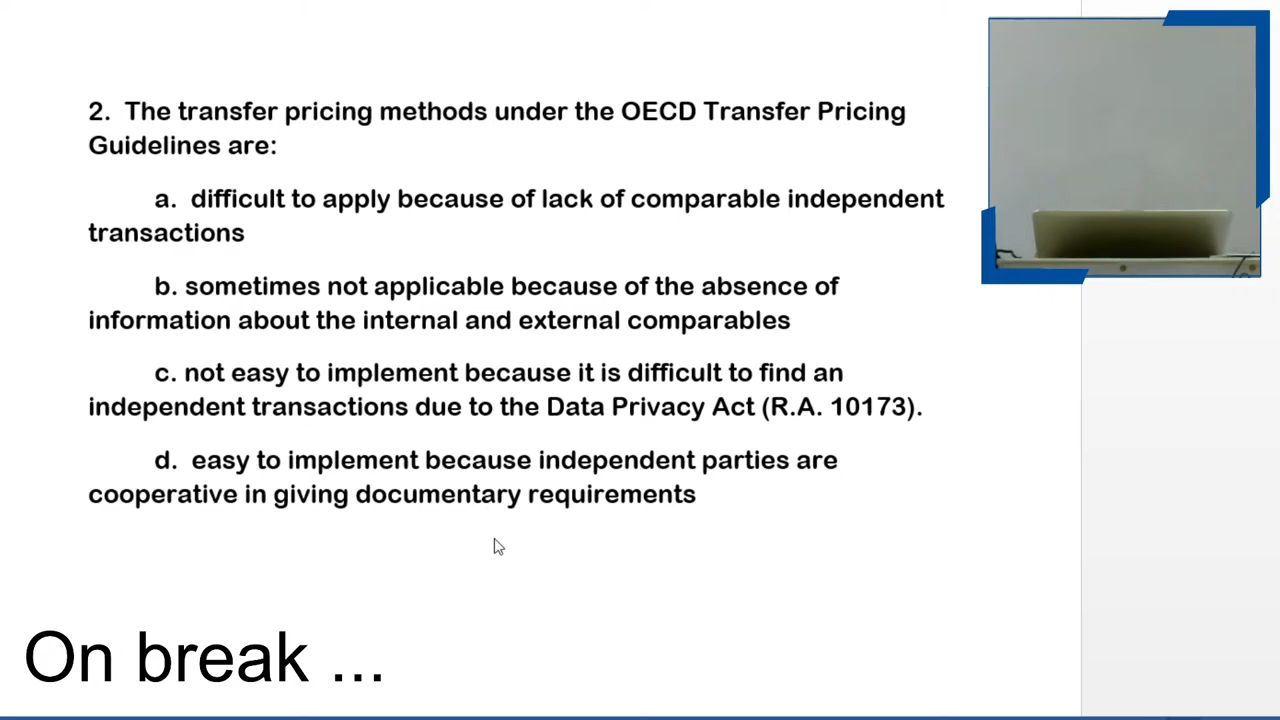 2. The transfer pricing methods under the OECD Transfer Pricing
Guidelines are:
a. difficult to apply because of lack of comparable independent
transactions
b. sometimes not applicable because of the absence of
information about the internal and external comparables
c. not easy to implement because it is difficult to find an
independent transactions due to the Data Privacy Act (R.A. 10173).
d. easy to implement because independent parties are
cooperative in giving documentary requirements
On break ...